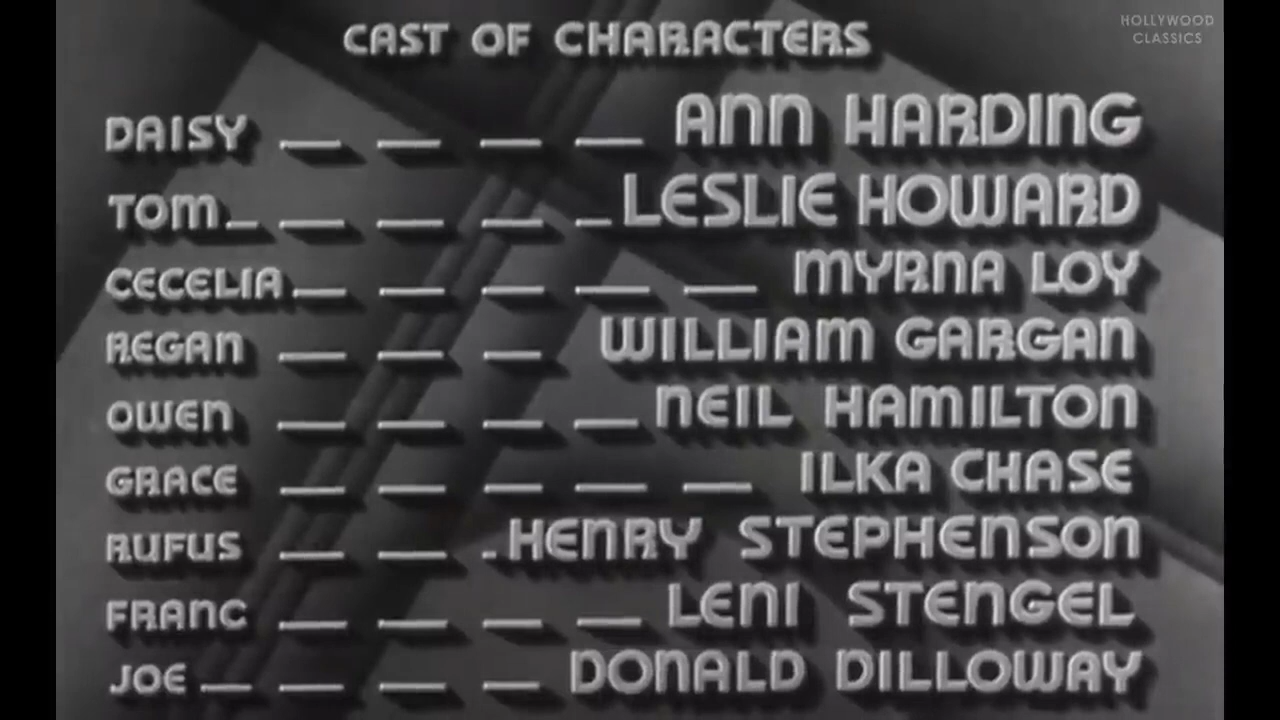 HOLLYWOOD
CLASSICS
CAST OF CHARACTERS
DAISY _ _ _ _ ANN HARDING
TOM _ _ _ _ _ LESLIE HOWARD
CECELIA _ _ _ _ _ MYRNA LOY
REGAN _ _ _ WILLIAM GARGAN
OWEN _ _ _ _ NEIL HAMILTON
GRACE _ _ _ _ _ ILKA CHASE
RUFUS _ _ _ HENRY STEPHENSON
FRANC _ _ _ _ LENI STENGEL
JOE _ _ _ _ DONALD DILLOWAY